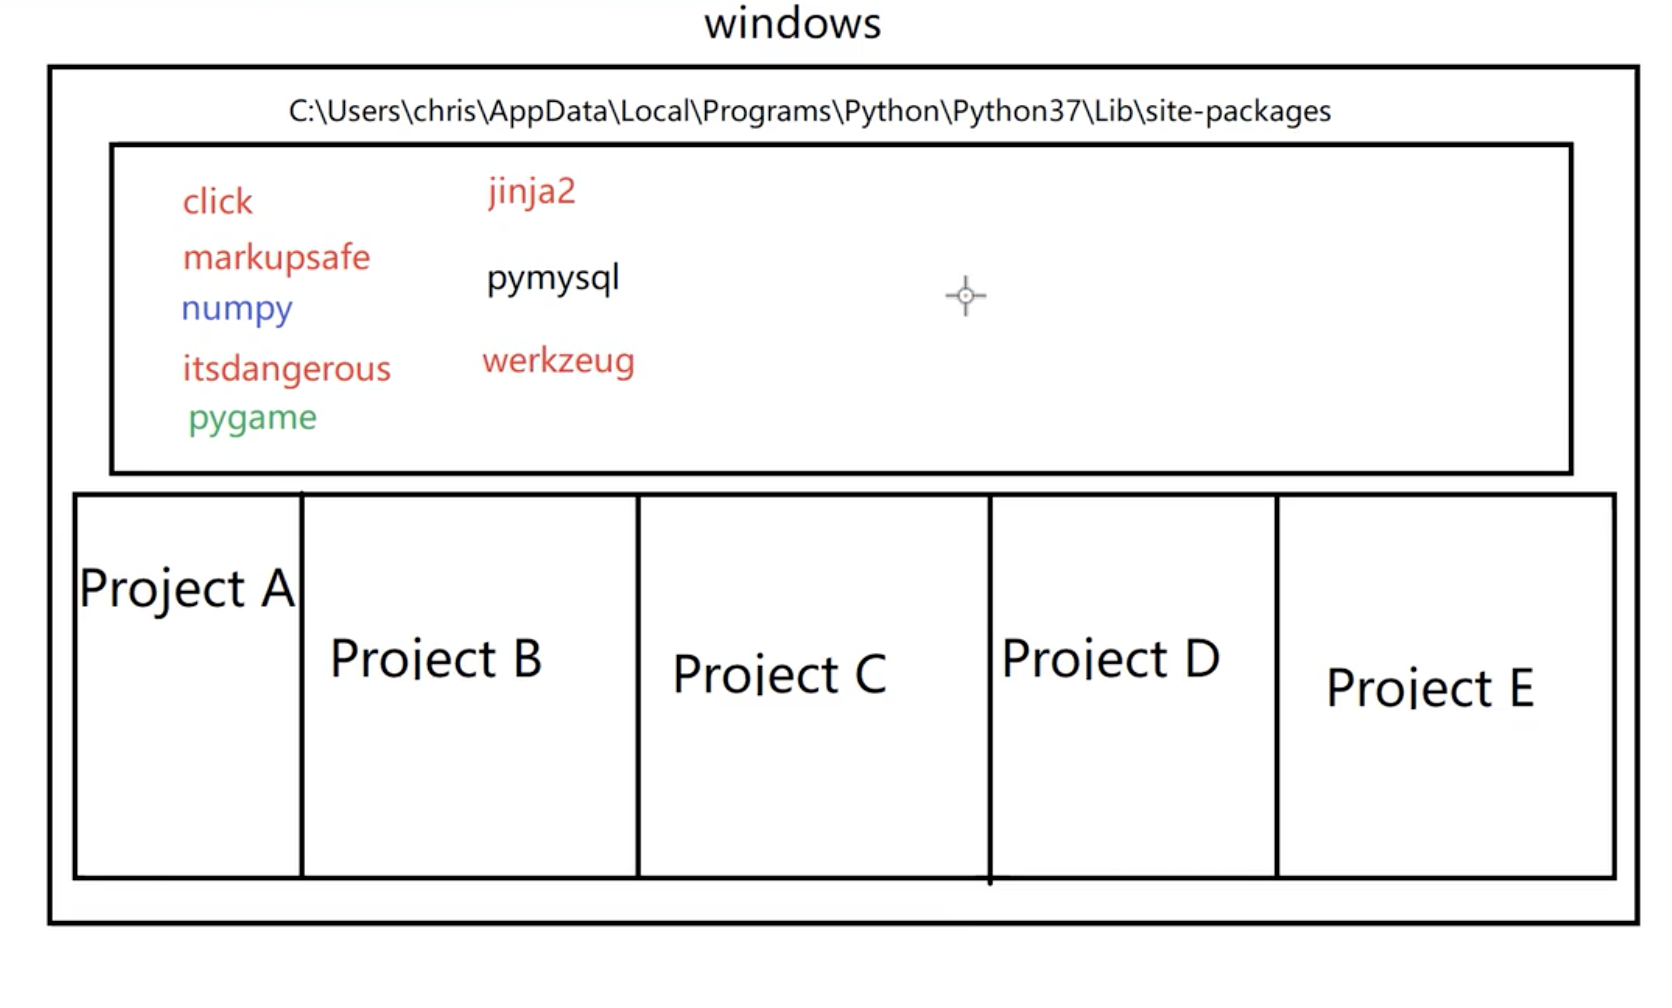 windows
C:\Users\chris\AppData\Local\Programs\Python\Python37\Lib\site-packages
click
jinja2
markupsafe
pymysql
numpy
itsdangerous
werkzeug
pygame
Project A
Project B
Project C
Project D
Project E